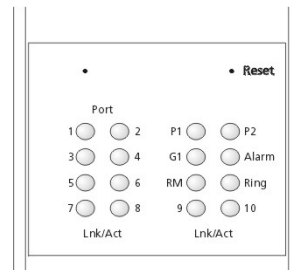 Reset
Port
1 2 P1 P2
3 4 G1 Alarm
5 6 RM Ring
7 8 9 10
Lnk/Act Lnk/Act